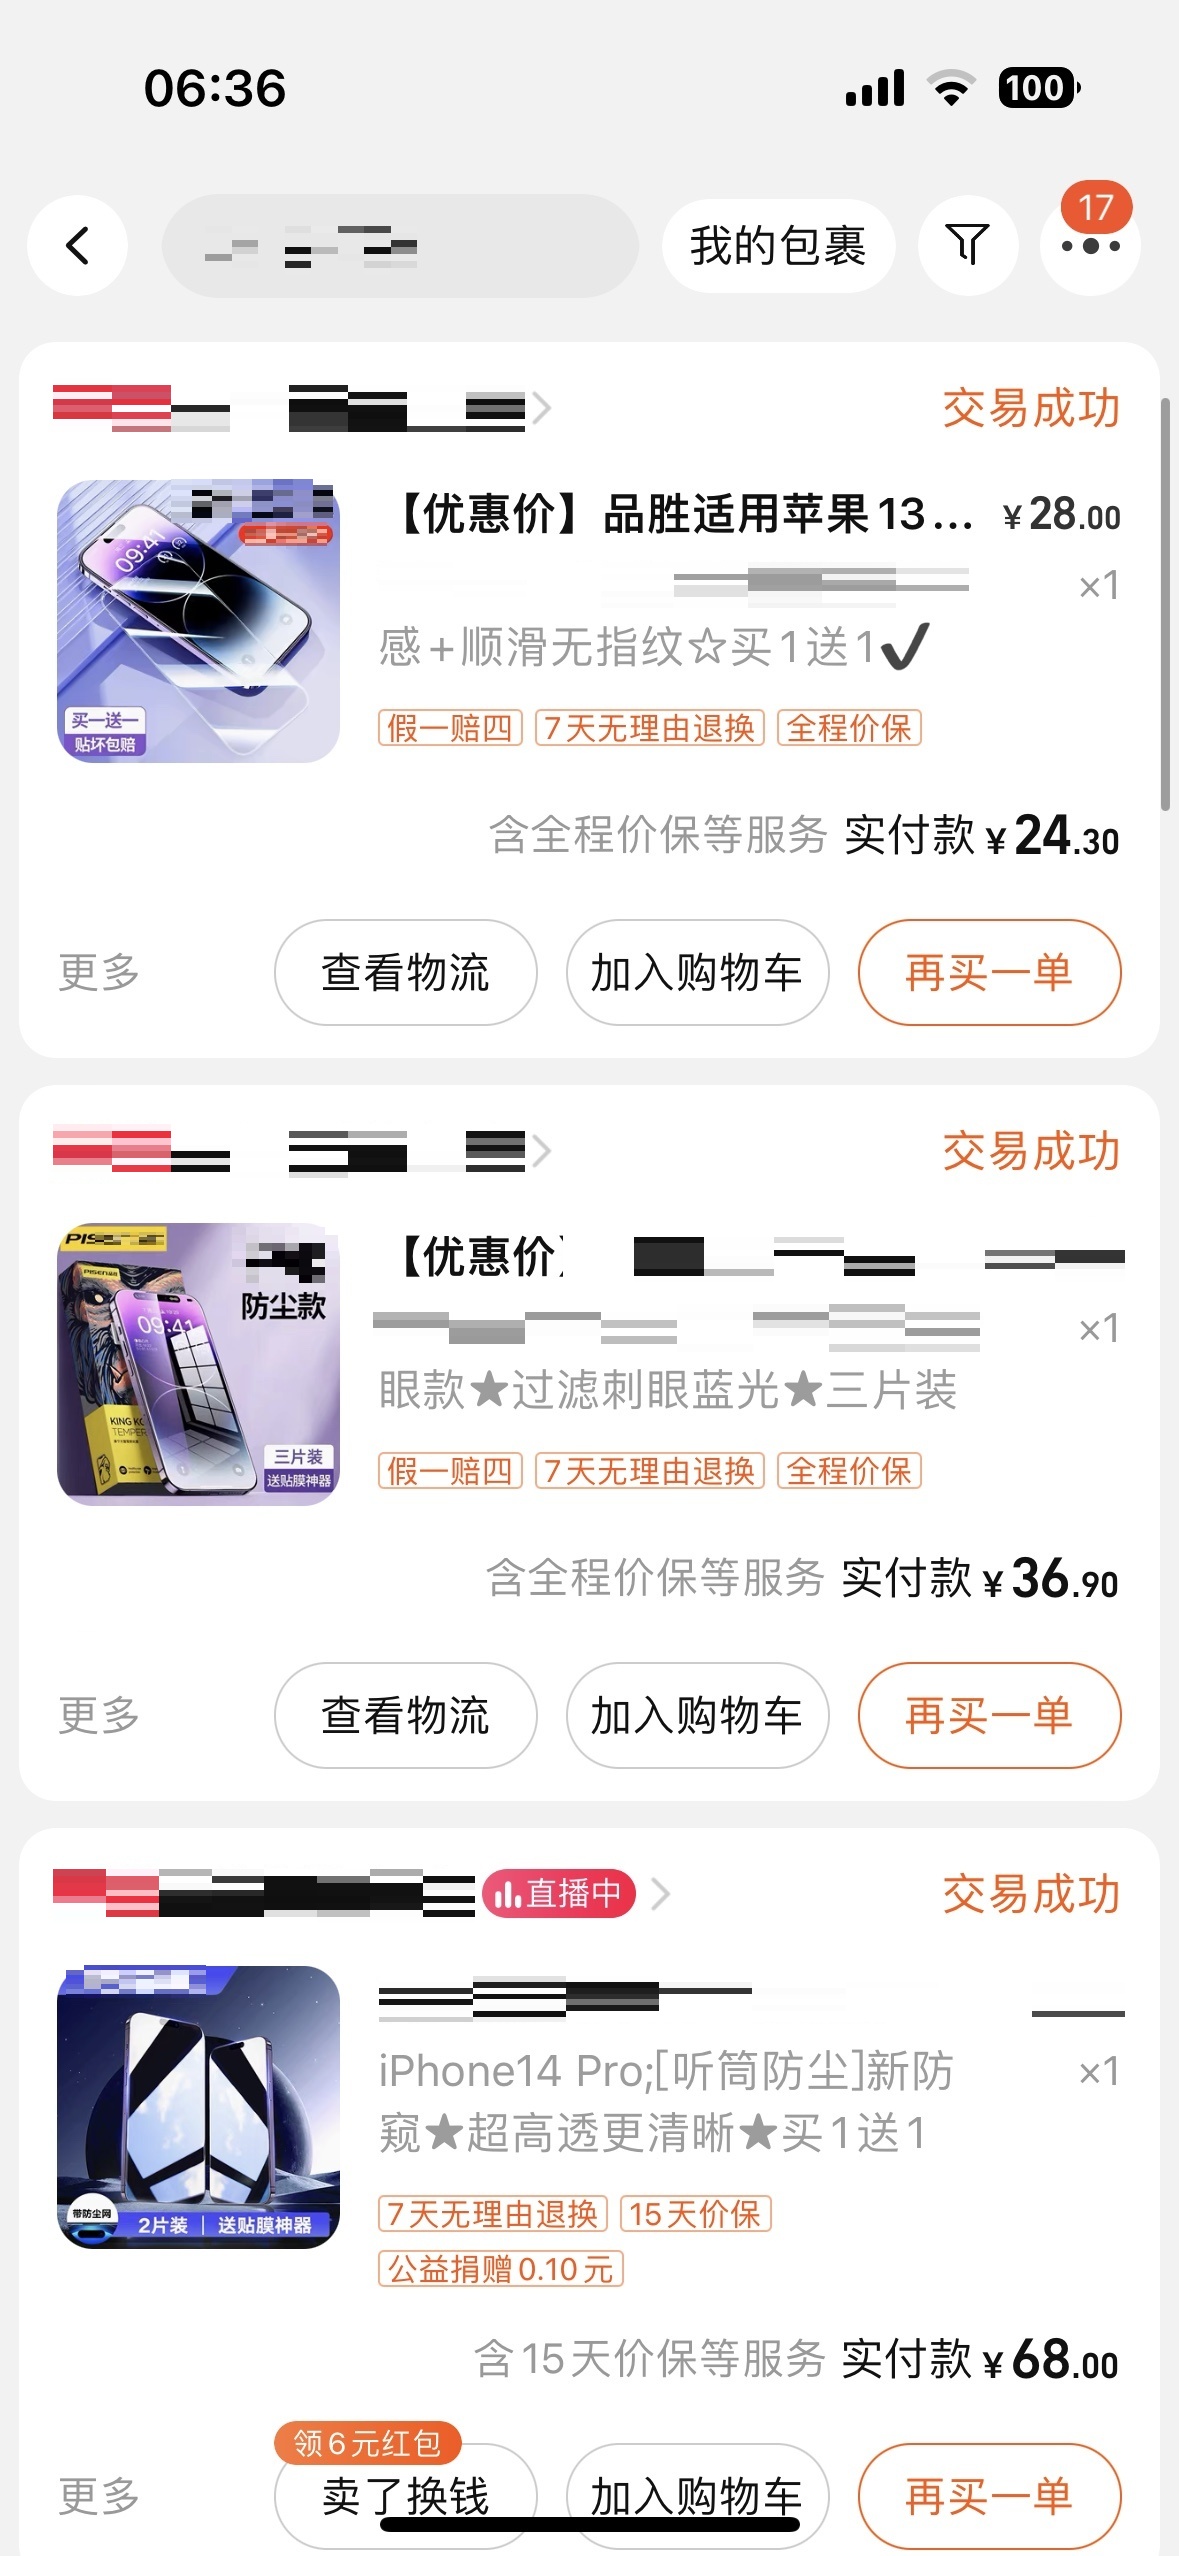 06:36
100
我的包裹
17
交易成功
【优惠价】品胜适用苹果13... ¥28.00
×1
感+顺滑无指纹☆买1送1✔
09:41
买一送一
贴坏包赔
假一赔四 7天无理由退换 全程价保
含全程价保等服务 实付款 ¥24.30
更多 查看物流 加入购物车 再买一单
交易成功
【优惠价
防尘款
×1
眼款★过滤刺眼蓝光★三片装
PISEN
09:41
KING KO
TEMPER
三片装
送贴膜神器
假一赔四 7天无理由退换 全程价保
含全程价保等服务 实付款 ¥36.90
更多 查看物流 加入购物车 再买一单
直播中 交易成功
iPhone14 Pro;[听筒防尘]新防 ×1
窥★超高透更清晰★买1送1
带防尘网
2片装 | 送贴膜神器
7天无理由退换 15天价保
公益捐赠0.10元
含15天价保等服务 实付款 ¥68.00
领6元红包
更多 卖了换钱 加入购物车 再买一单